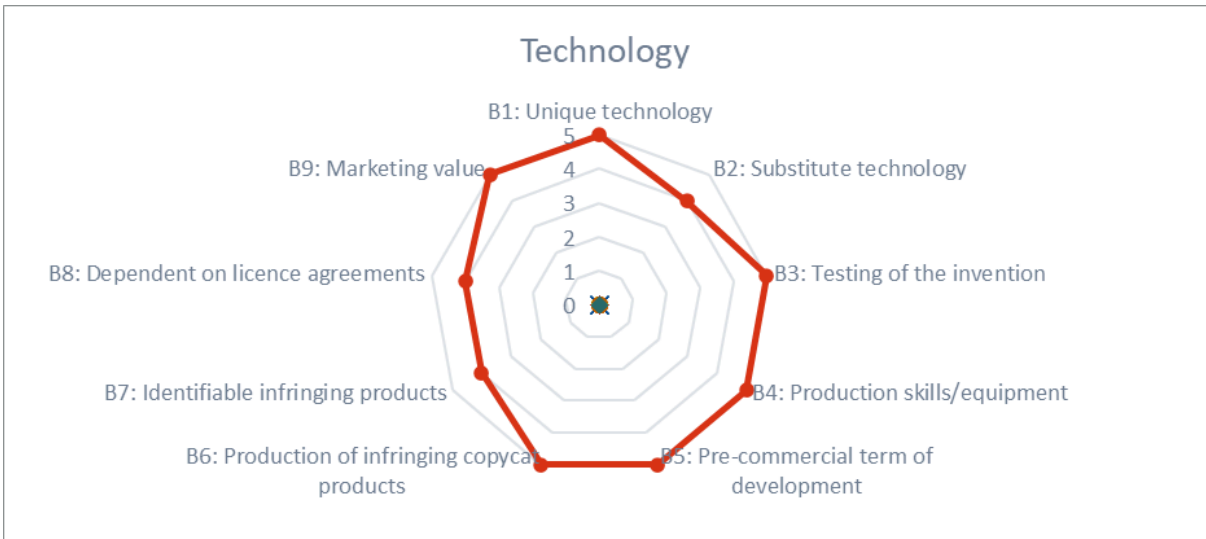 Technology
B1: Unique technology
5
B9: Marketing value
4
B2: Substitute technology
3
2
B8: Dependent on licence agreements
1
B3: Testing of the invention
0
B7: Identifiable infringing products
B4: Production skills/equipment
B6: Production of infringing copycat
products
B5: Pre-commercial term of
development